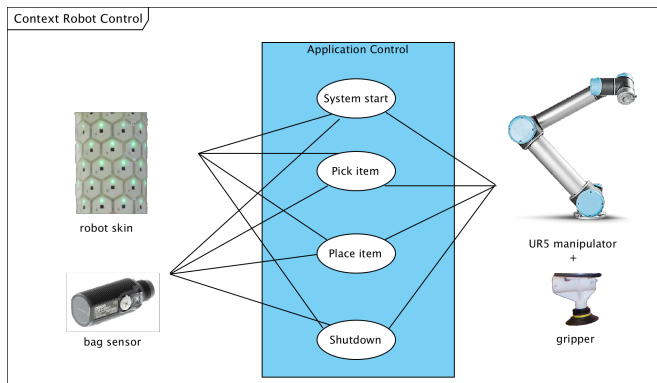 Context Robot Control
Application Control
System start
Pick item
robot skin
Place item
UR5 manipulator
+
bag sensor
Shutdown
gripper